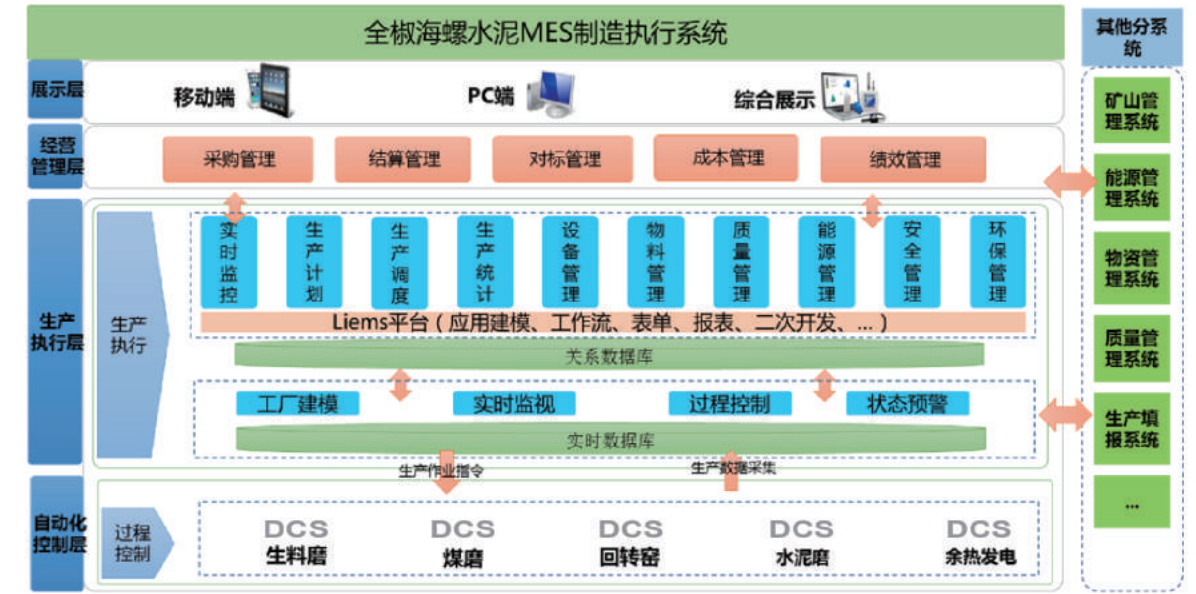 全椒海螺水泥MES制造执行系统
其他分系
统
展示层
移动端
PC端
综合展示
经营
管理层
采购管理
结算管理
对标管理
成本管理
绩效管理
生产
执行层
生产
执行
实时监控
生产计划
生产调度
生产统计
设备管理
物料管理
质量管理
能源管理
安全管理
环保管理
Liems平台（应用建模、工作流、表单、报表、二次开发、...）
关系数据库
工厂建模
实时监视
过程控制
状态预警
实时数据库
生产作业指令
生产数据采集
自动化
控制层
过程
控制
DCS
生料磨
DCS
煤磨
DCS
回转窑
DCS
水泥磨
DCS
余热发电
矿山管
理系统
能源管
理系统
物资管
理系统
质量管
理系统
生产填
报系统
...